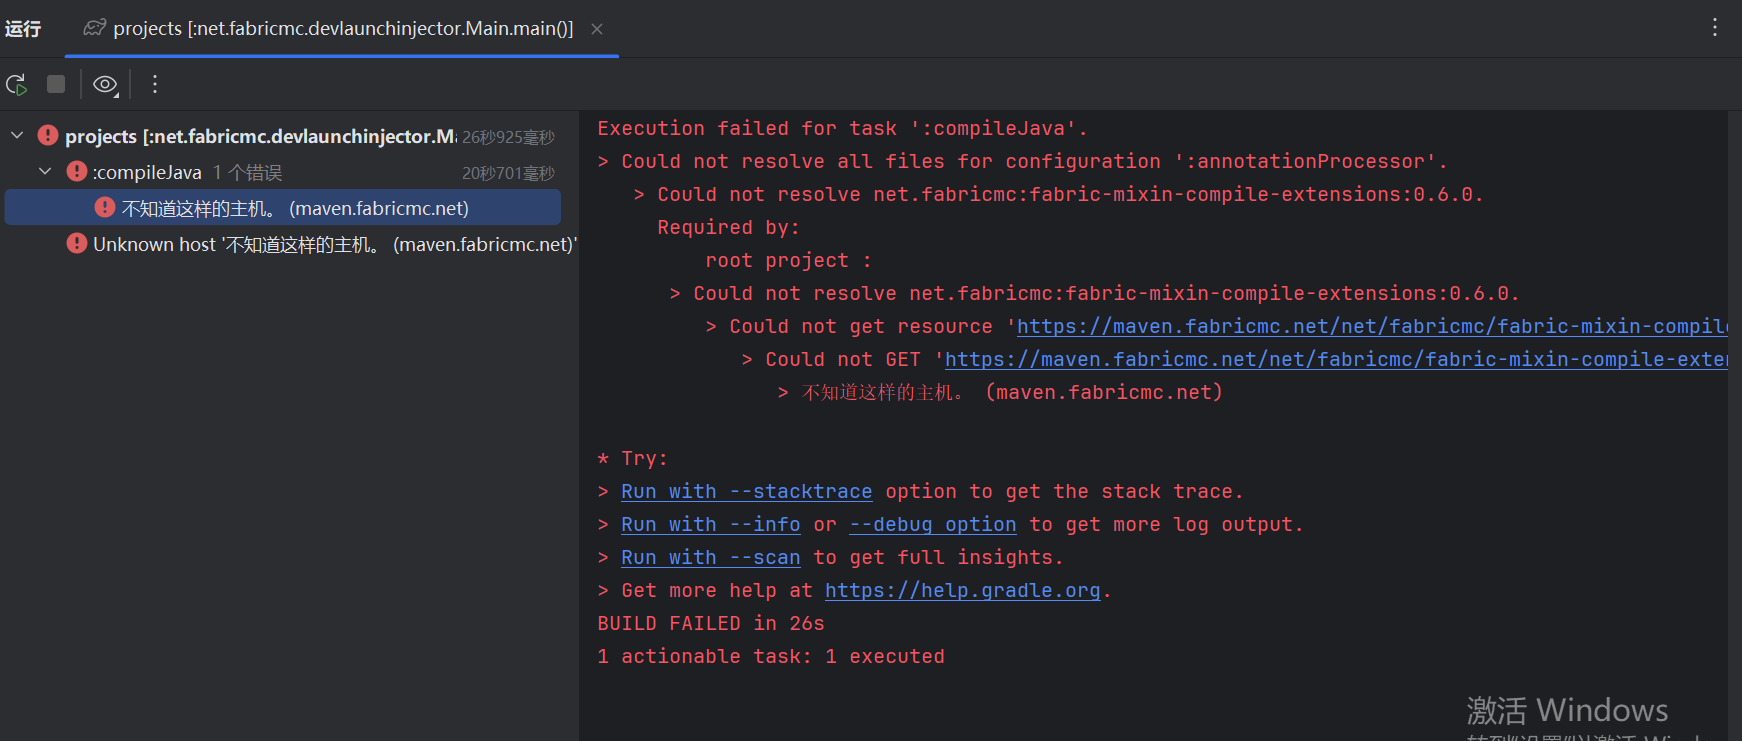 运行
projects [:net.fabricmc.devlaunchinjector.Main.main()]
projects [:net.fabricmc.devlaunchinjector.M 26秒925毫秒
:compileJava 1 个错误 20秒701毫秒
不知道这样的主机。 (maven.fabricmc.net)
Unknown host '不知道这样的主机。 (maven.fabricmc.net)'
Execution failed for task ':compileJava'.
> Could not resolve all files for configuration ':annotationProcessor'.
> Could not resolve net.fabricmc:fabric-mixin-compile-extensions:0.6.0.
Required by:
root project :
> Could not resolve net.fabricmc:fabric-mixin-compile-extensions:0.6.0.
> Could not get resource 'https://maven.fabricmc.net/net/fabricmc/fabric-mixin-compile
> Could not GET 'https://maven.fabricmc.net/net/fabricmc/fabric-mixin-compile-exten
> 不知道这样的主机。 (maven.fabricmc.net)
* Try:
> Run with --stacktrace option to get the stack trace.
> Run with --info or --debug option to get more log output.
> Run with --scan to get full insights.
> Get more help at https://help.gradle.org.
BUILD FAILED in 26s
1 actionable task: 1 executed
激活 Windows